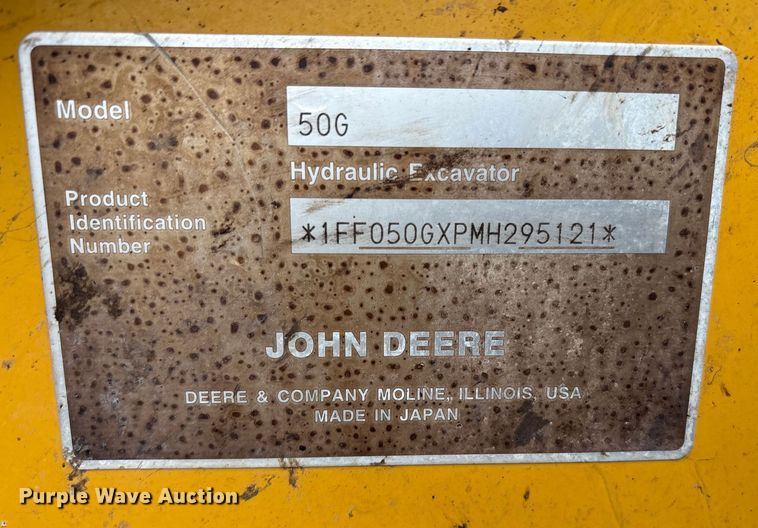 Model
50G
Hydraulic Excavator
Product
Identification
Number
*1FF050GXPMH295121*
JOHN DEERE
DEERE & COMPANY MOLINE, ILLINOIS, USA
MADE IN JAPAN
Purple Wave Auction